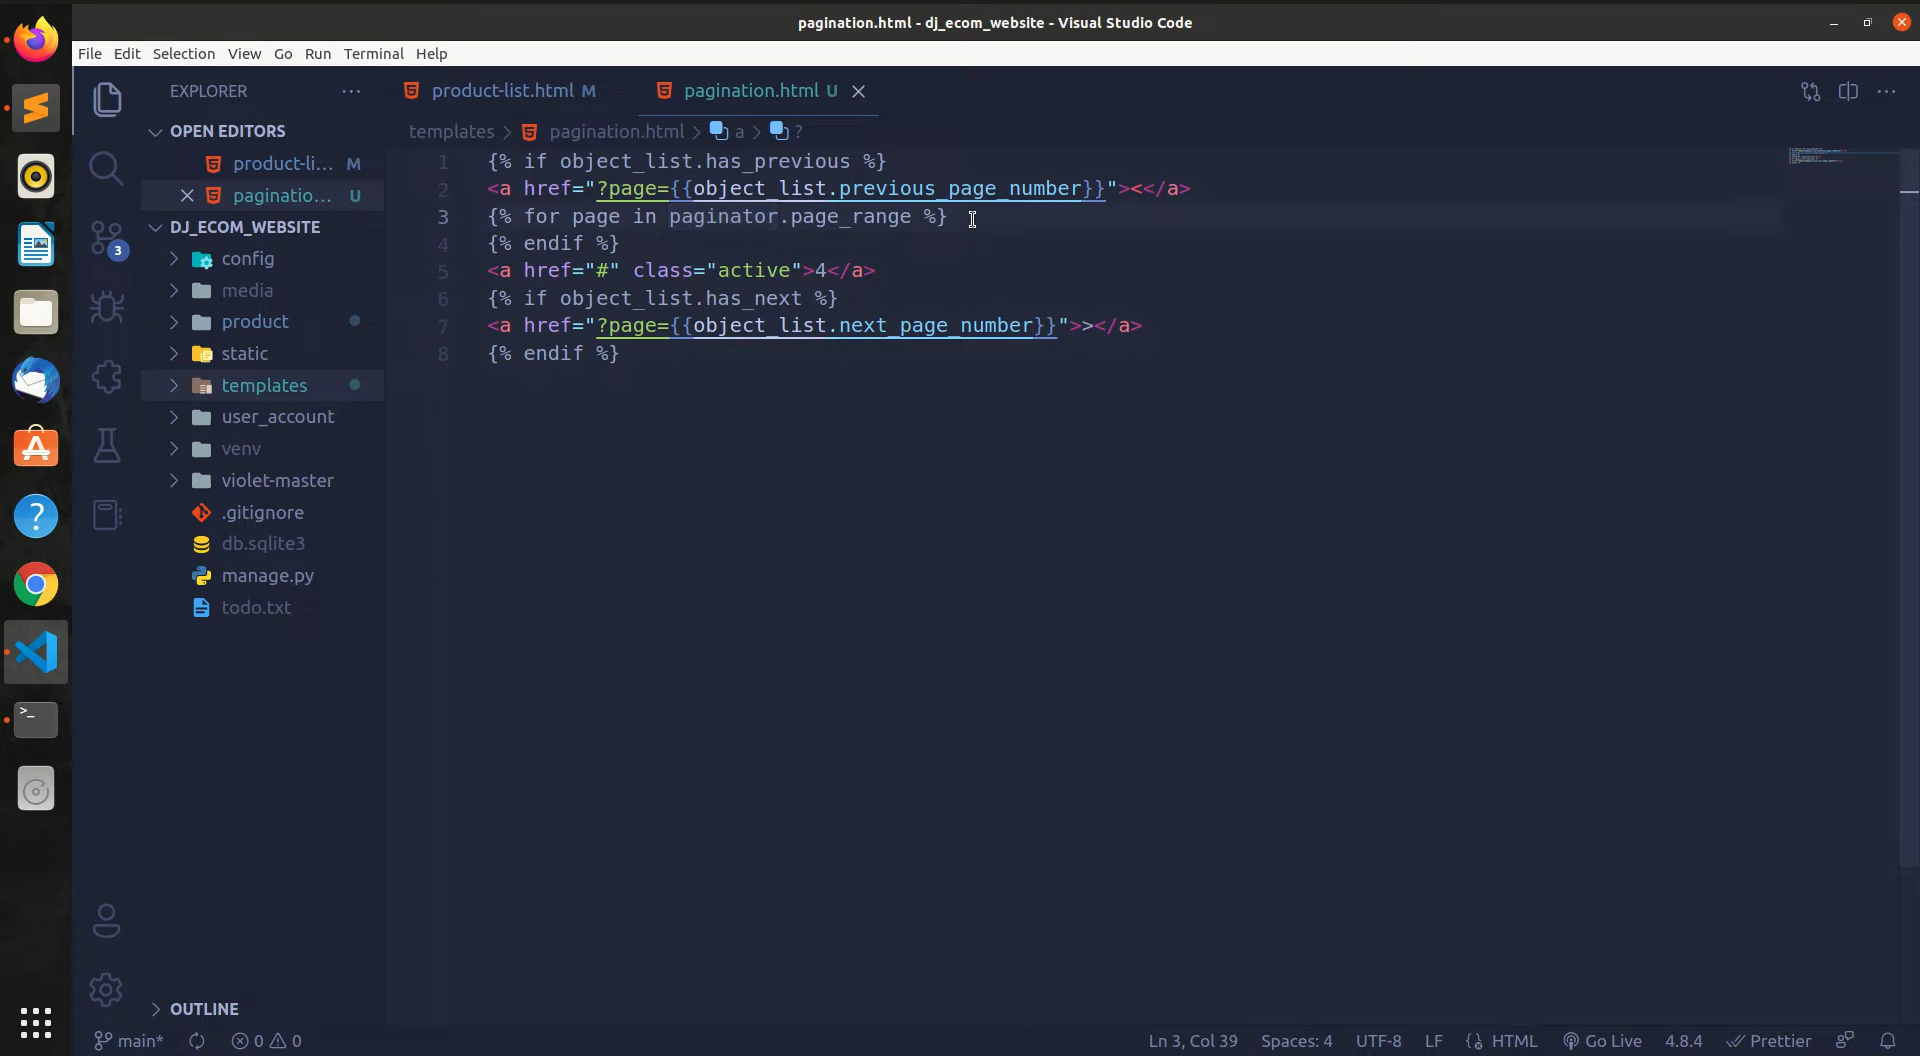 pagination.html - dj_ecom_website - Visual Studio Code
File Edit Selection View Go Run Terminal Help
EXPLORER
product-list.html M
pagination.html U
OPEN EDITORS
product-li... M
paginatio... U
DJ_ECOM_WEBSITE
config
media
product
static
templates
user_account
venv
violet-master
.gitignore
db.sqlite3
manage.py
todo.txt
OUTLINE
3
templates > pagination.html > a > ?
1 {% if object_list.has_previous %}
2 <a href="?page={{object_list.previous_page_number}}"><</a>
3 {% for page in paginator.page_range %}
4 {% endif %}
5 <a href="#" class="active">4</a>
6 {% if object_list.has_next %}
7 <a href="?page={{object_list.next_page_number}}">></a>
8 {% endif %}
main* 0 0 Ln 3, Col 39 Spaces: 4 UTF-8 LF HTML Go Live 4.8.4 Prettier